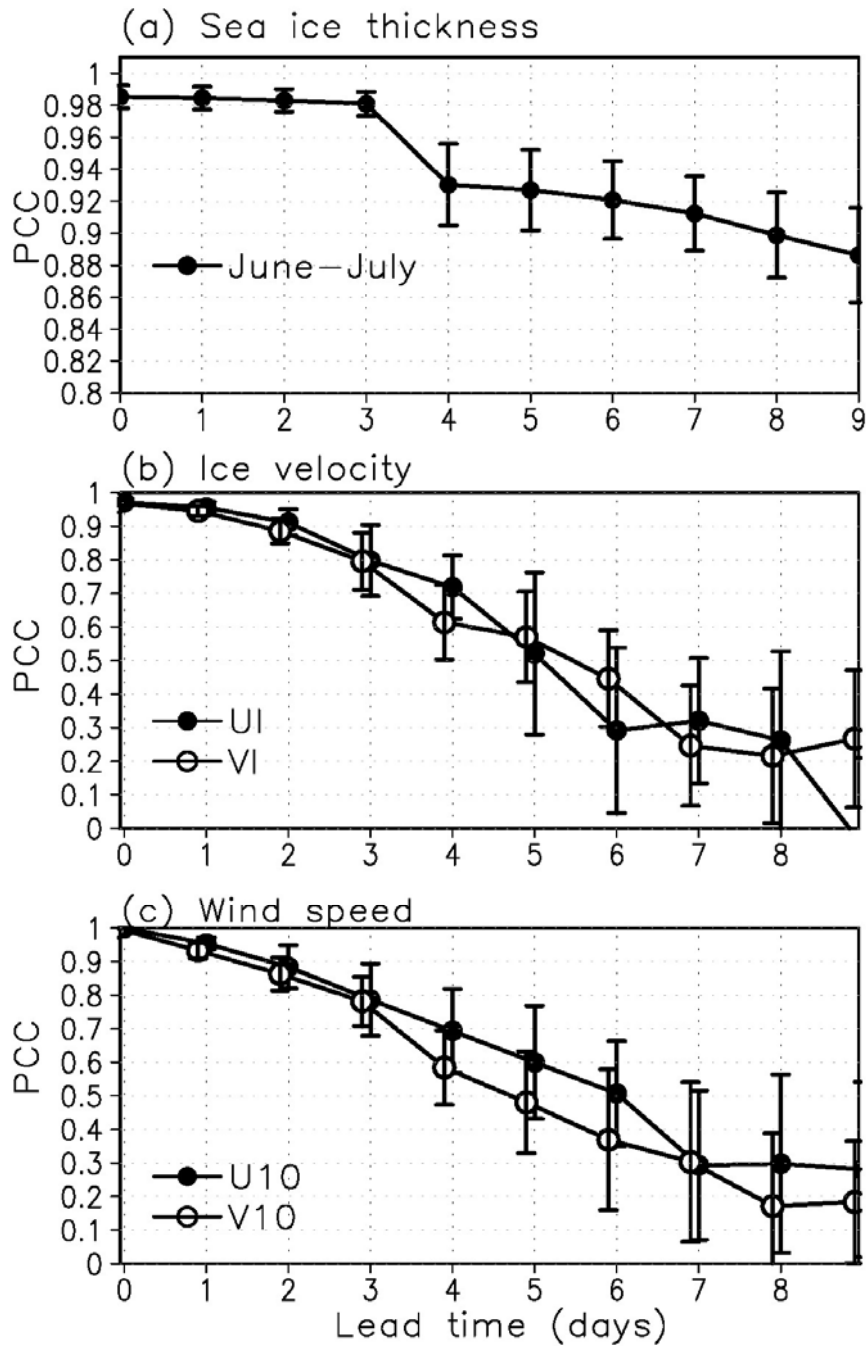 (a) Sea ice thickness
1
0.98
0.96
0.94
0.92
0.9
0.88
0.86
0.84
0.82
0.8
PCC
June-July
0 1 2 3 4 5 6 7 8 9
(b) Ice velocity
1
0.9
0.8
0.7
0.6
0.5
0.4
0.3
0.2
0.1
0
PCC
UI
VI
0 1 2 3 4 5 6 7 8
(c) Wind speed
1
0.9
0.8
0.7
0.6
0.5
0.4
0.3
0.2
0.1
0
PCC
U10
V10
0 1 2 3 4 5 6 7 8
Lead time (days)